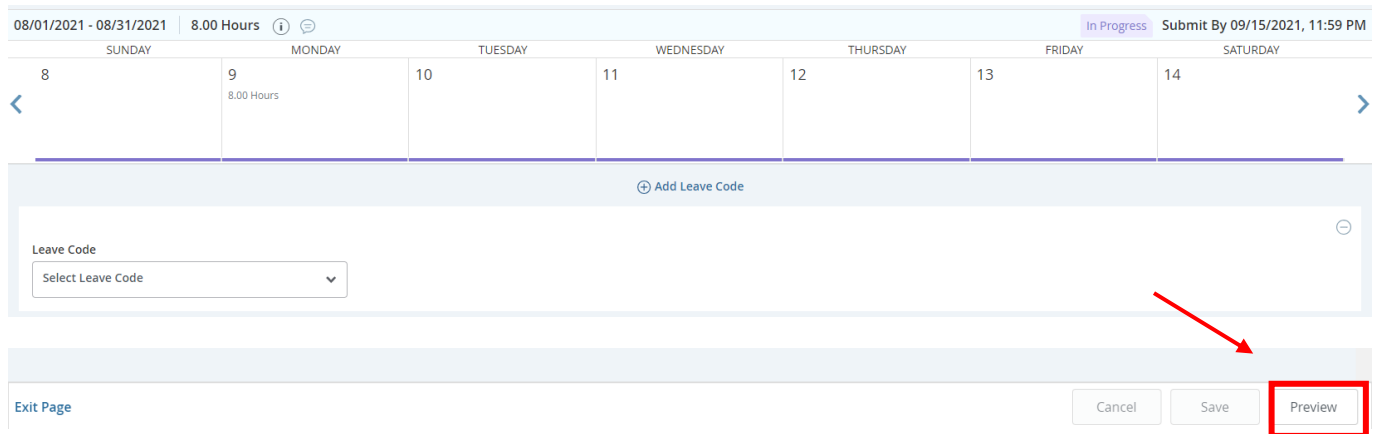 08/01/2021 - 08/31/2021 8.00 Hours In Progress Submit By 09/15/2021, 11:59 PM
SUNDAY MONDAY TUESDAY WEDNESDAY THURSDAY FRIDAY SATURDAY
8 9 10 11 12 13 14
8.00 Hours
Add Leave Code
Leave Code
Select Leave Code
Exit Page Cancel Save Preview